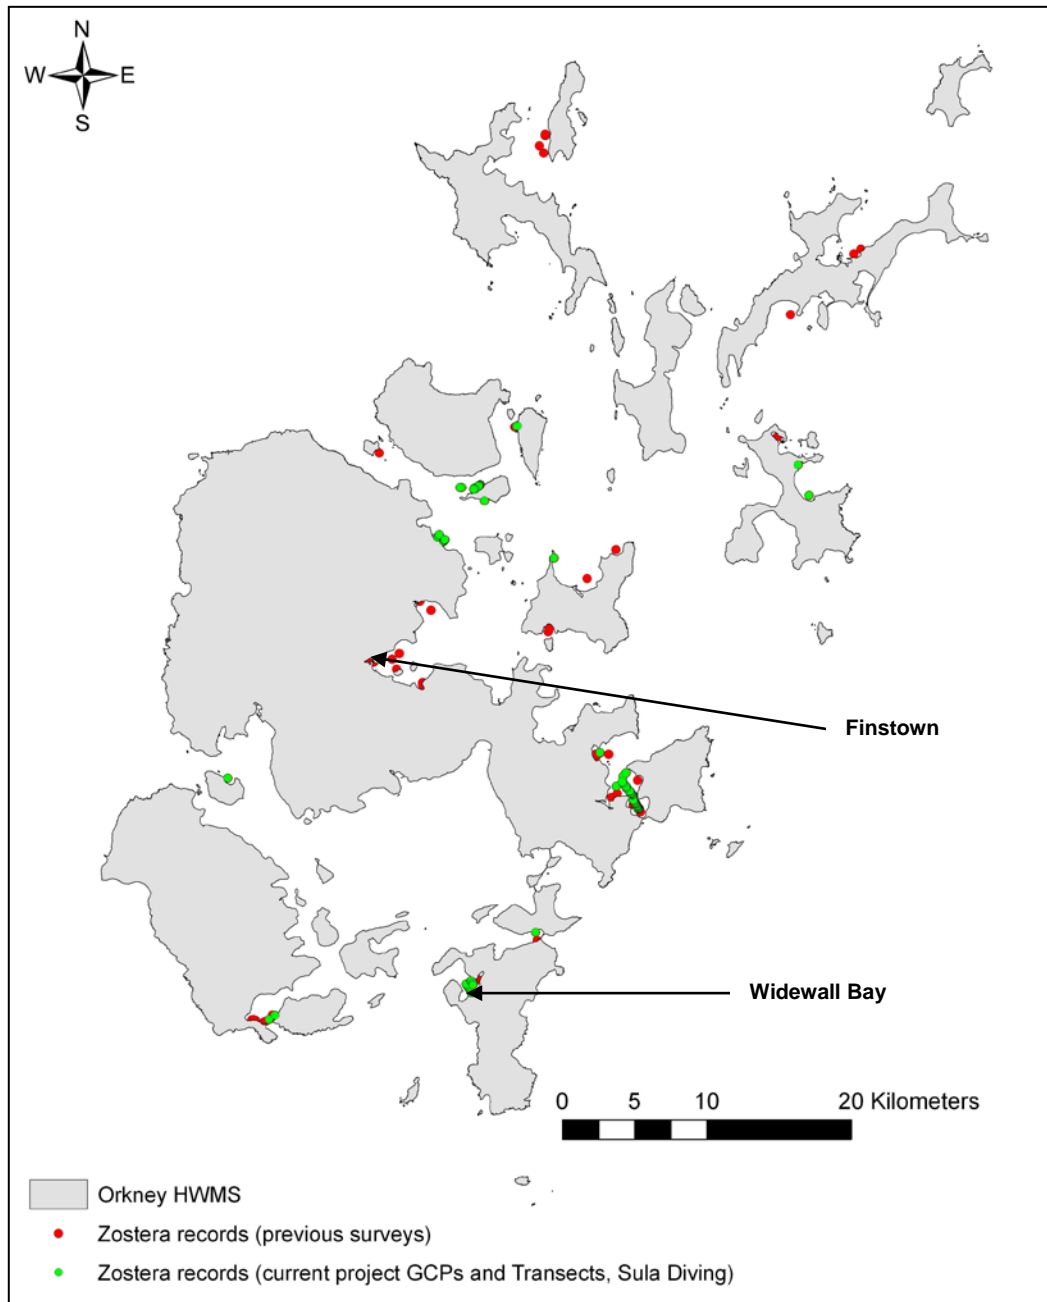 N
W E
S
Finstown
Widewall Bay
0 5 10 20 Kilometers
Orkney HWMS
Zostera records (previous surveys)
Zostera records (current project GCPs and Transects, Sula Diving)